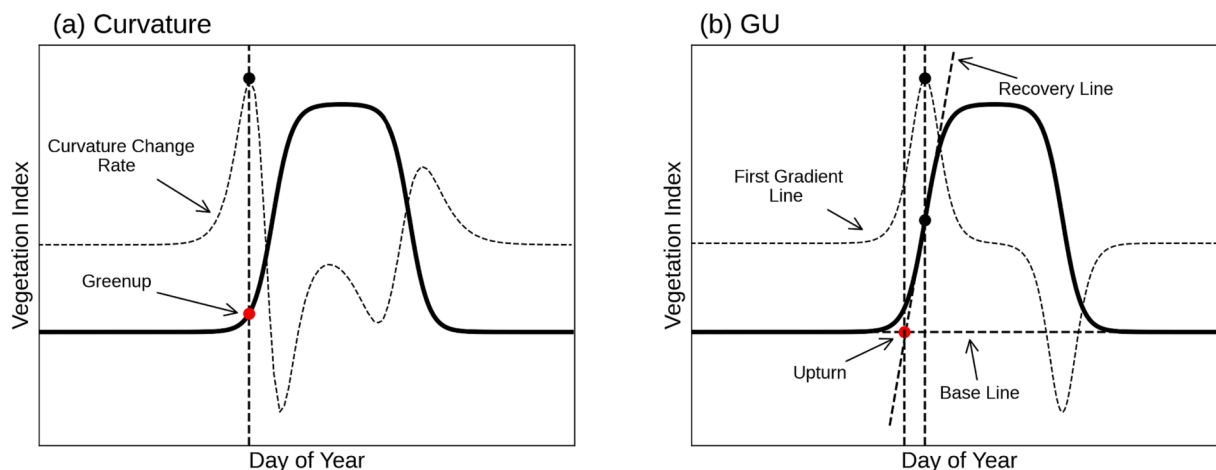 (a) Curvature
Vegetation Index
Curvature Change
Rate
Greenup
Day of Year
(b) GU
Vegetation Index
Recovery Line
First Gradient
Line
Upturn
Base Line
Day of Year